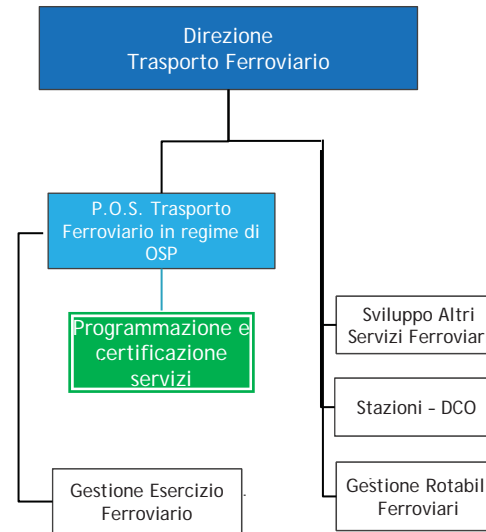 Direzione
Trasporto Ferroviario
P.O.S. Trasporto
Ferroviario in regime di
OSP
Programmazione e
certificazione
servizi
Sviluppo Altri
Servizi Ferroviar
Stazioni – DCO
Gestione Esercizio
Ferroviario
Gestione Rotabil
Ferroviari